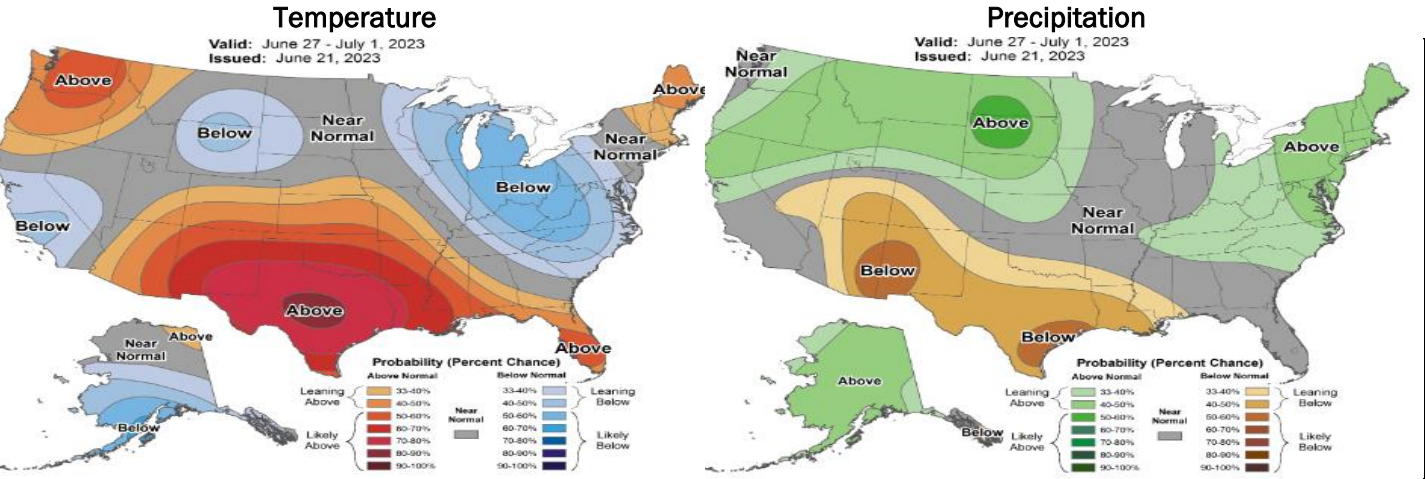 Temperature
Valid: June 27 - July 1, 2023
Issued: June 21, 2023
Above
Below
Near
Normal
Above
Near
Normal
Below
Below
Above
Above
Near
Normal
Above
Below
Probability (Percent Chance)
Above Normal
Below Normal
Leaning
Above
Likely
Above
33-40%
40-50%
50-60%
60-70%
70-80%
80-90%
90-100%
Near
Normal
33-40%
40-50%
50-60%
60-70%
70-80%
80-90%
90-100%
Leaning
Below
Likely
Below
Precipitation
Valid: June 27 - July 1, 2023
Issued: June 21, 2023
Near
Normal
Above
Above
Near
Normal
Below
Below
Above
Below
Probability (Percent Chance)
Above Normal
Below Normal
Leaning
Above
Likely
Above
33-40%
40-50%
50-60%
60-70%
70-80%
80-90%
90-100%
Near
Normal
33-40%
40-50%
50-60%
60-70%
70-80%
80-90%
90-100%
Leaning
Below
Likely
Below